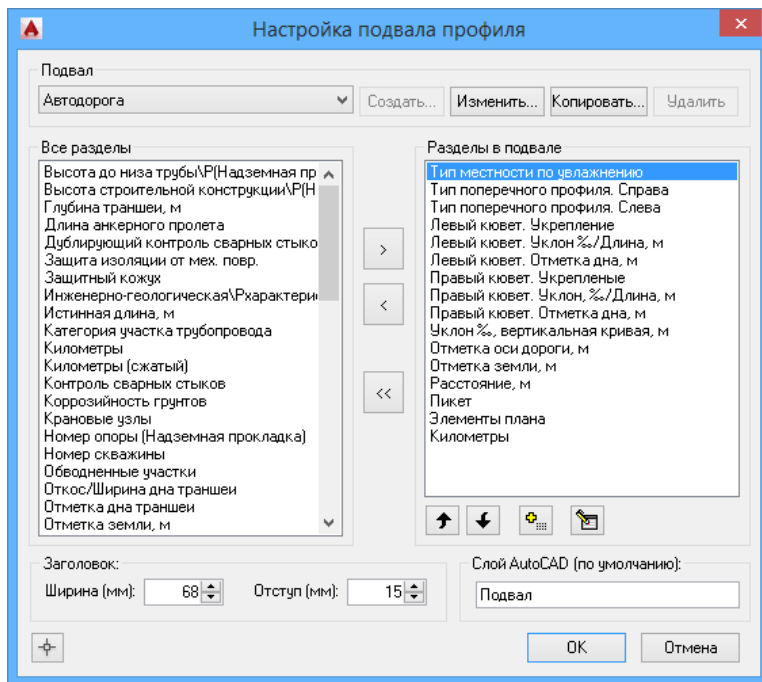 Настройка подвала профиля
Подвал
Автодорога
Создать...
Изменить...
Копировать...
Удалить
Все разделы
Высота до низа трубы\P(Надземная пр
Высота строительной конструкции\P(Н
Глубина траншеи, м
Длина анкерного пролета
Дублирующий контроль сварных стыко
Защита изоляции от мех. повр.
Защитный кожух
Инженерно-геологическая\Pхарактери
Истинная длина, м
Категория участка трубопровода
Километры
Километры (сжатый)
Контроль сварных стыков
Коррозийность грунтов
Крановые узлы
Номер опоры (Надземная прокладка)
Номер скважины
Обводненные участки
Откос/Ширина дна траншеи
Отметка дна траншеи
Отметка земли, м
>
<
<<
Разделы в подвале
Тип местности по увлажнению
Тип поперечного профиля. Справа
Тип поперечного профиля. Слева
Левый кювет. Укрепление
Левый кювет. Уклон ‰/Длина, м
Левый кювет. Отметка дна, м
Правый кювет. Укрепленые
Правый кювет. Уклон, ‰/Длина, м
Правый кювет. Отметка дна, м
Уклон ‰, вертикальная кривая, м
Отметка оси дороги, м
Отметка земли, м
Расстояние, м
Пикет
Элементы плана
Километры
Заголовок:
Ширина (мм): 68
Отступ (мм): 15
Слой AutoCAD (по умолчанию):
Подвал
OK
Отмена